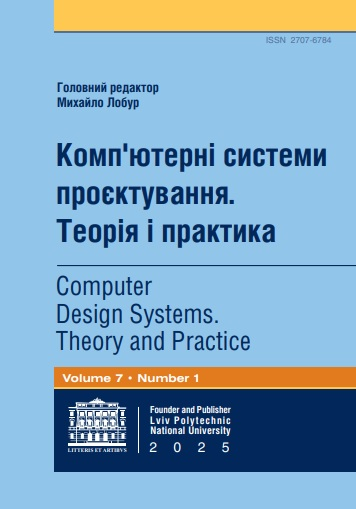 ISSN 2707-6784
Головний редактор
Михайло Лобур
Комп'ютерні системи
проєктування.
Теорія і практика
Computer
Design Systems.
Theory and Practice
Volume 7 • Number 1
Founder and Publisher
Lviv Polytechnic
National University
2 0 2 5
LITTERIS ET ARTIBVS